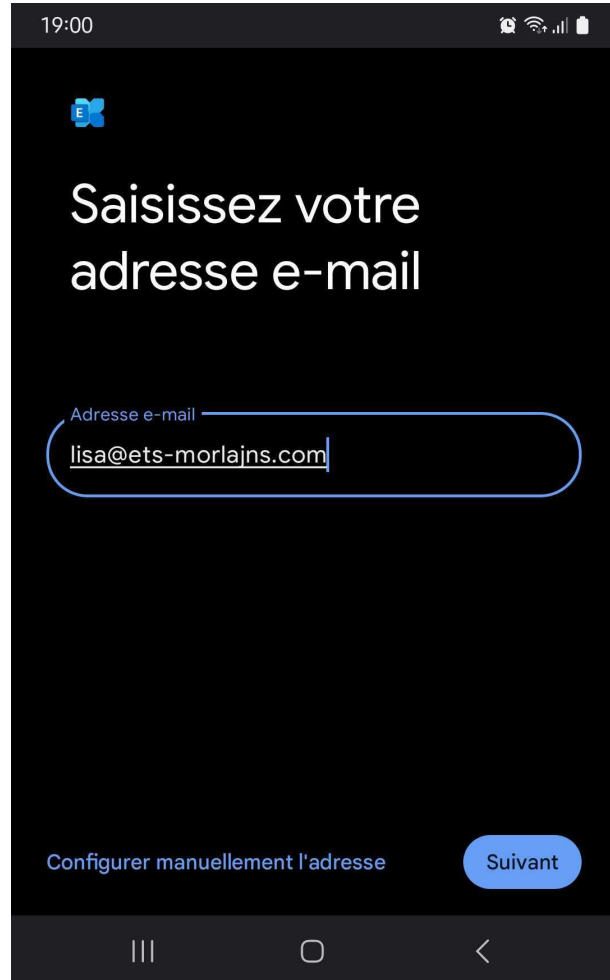 19:00
E
Saisissez votre
adresse e-mail
Adresse e-mail
lisa@ets-morlajns.com
Configurer manuellement l'adresse
Suivant